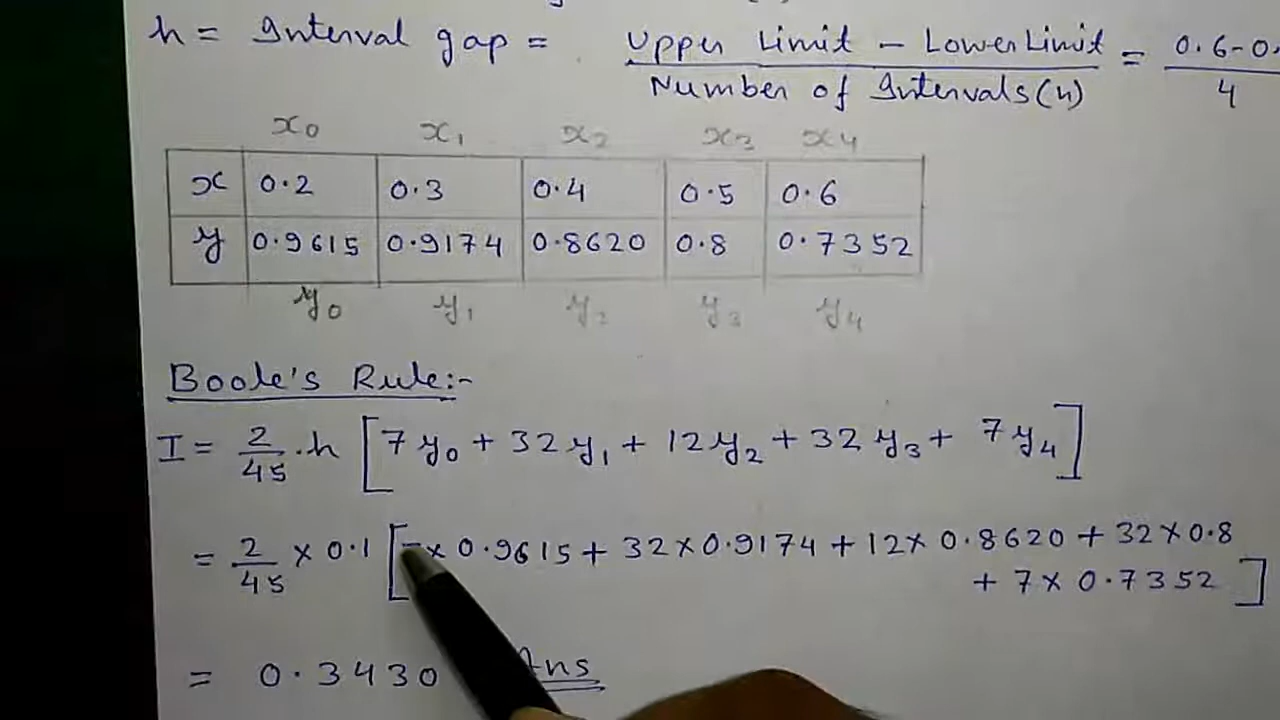 h = Interval gap = Upper Limit - Lower Limit / Number of Intervals (n) = 0.6-0. / 4
x0 x1 x2 x3 x4
x 0.2 0.3 0.4 0.5 0.6
y 0.9615 0.9174 0.8620 0.8 0.7352
y0 y1 y2 y3 y4
Boole's Rule:-
I = 2/45 . h [7y0 + 32y1 + 12y2 + 32y3 + 7y4]
= 2/45 × 0.1 [ × 0.9615 + 32 × 0.9174 + 12 × 0.8620 + 32 × 0.8
+ 7 × 0.7352 ]
= 0.3430 Ans